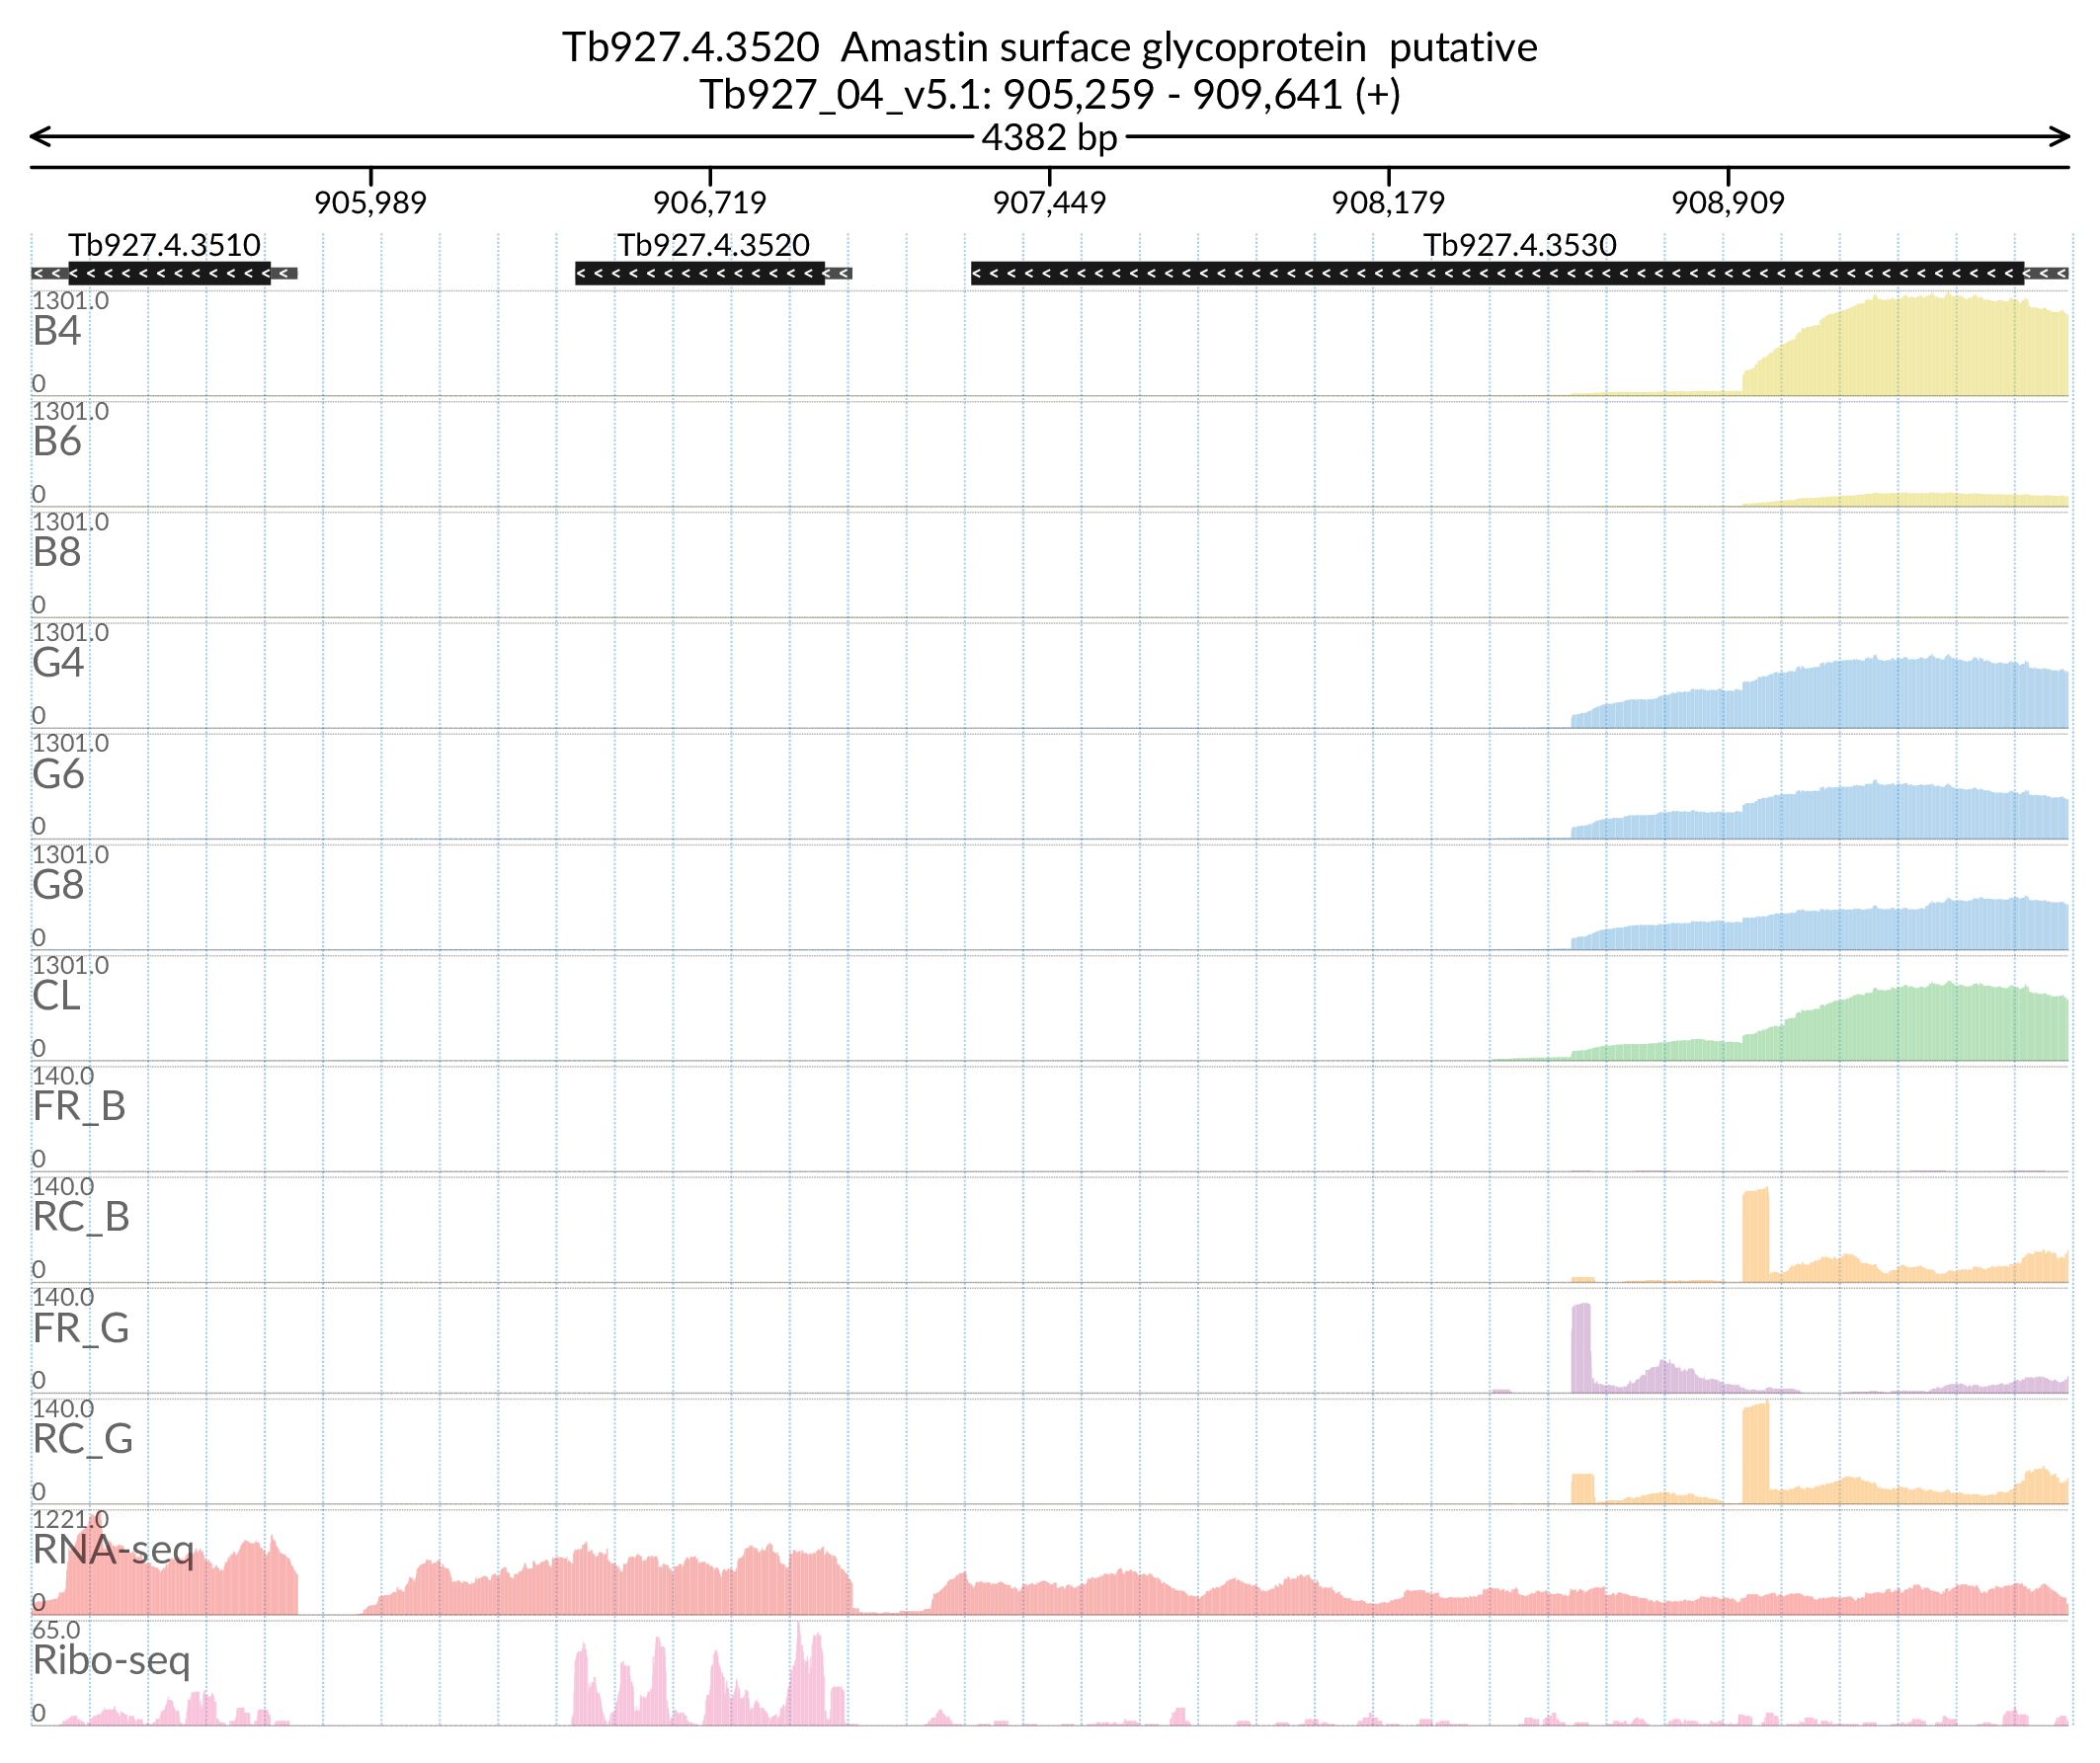 Tb927.4.3520  Amastin surface glycoprotein  putative
Tb927_04_v5.1: 905,259 - 909,641 (+)
4382 bp
905,989 906,719 907,449 908,179 908,909
Tb927.4.3510 Tb927.4.3520 Tb927.4.3530
1301.0
B4
0
1301.0
B6
0
1301.0
B8
0
1301.0
G4
0
1301.0
G6
0
1301.0
G8
0
1301.0
CL
0
140.0
FR_B
0
140.0
RC_B
0
140.0
FR_G
0
140.0
RC_G
0
1221.0
RNA-seq
0
65.0
Ribo-seq
0